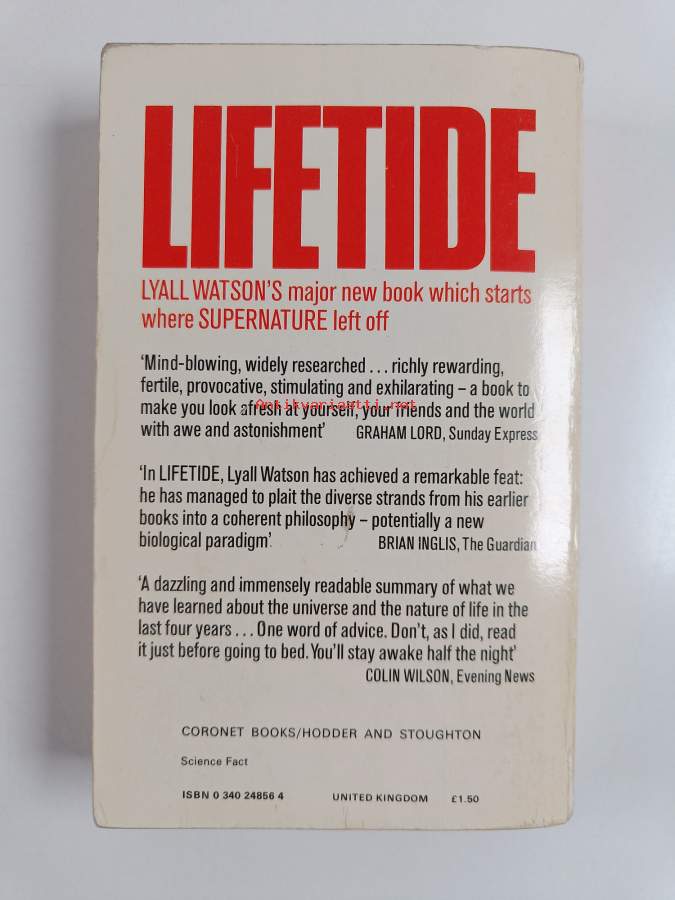 LIFETIDE
LYALL WATSON'S major new book which starts
where SUPERNATURE left off
'Mind-blowing, widely researched . . . richly rewarding,
fertile, provocative, stimulating and exhilarating – a book to
make you look afresh at yourself, your friends and the world
Antikvariaatti.net
with awe and astonishment' GRAHAM LORD, Sunday Express
'In LIFETIDE, Lyall Watson has achieved a remarkable feat:
he has managed to plait the diverse strands from his earlier
books into a coherent philosophy – potentially a new
biological paradigm'. BRIAN INGLIS, The Guardian
'A dazzling and immensely readable summary of what we
have learned about the universe and the nature of life in the
last four years . . . One word of advice. Don't, as I did, read
it just before going to bed. You'll stay awake half the night'
COLIN WILSON, Evening News
CORONET BOOKS/HODDER AND STOUGHTON
Science Fact
ISBN 0 340 24856 4 UNITED KINGDOM £1.50